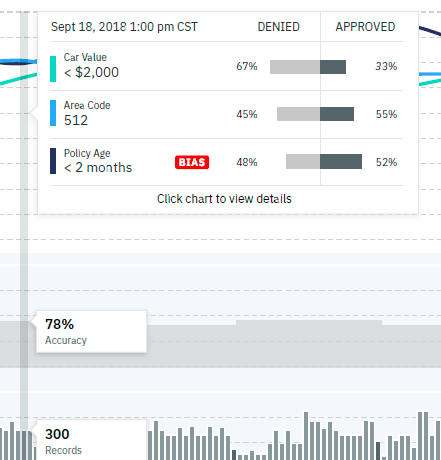 Sept 18, 2018 1:00 pm CST DENIED APPROVED
Car Value
< $2,000 67% 33%
Area Code
512 45% 55%
Policy Age
< 2 months BIAS 48% 52%
Click chart to view details
78%
Accuracy
300
Records